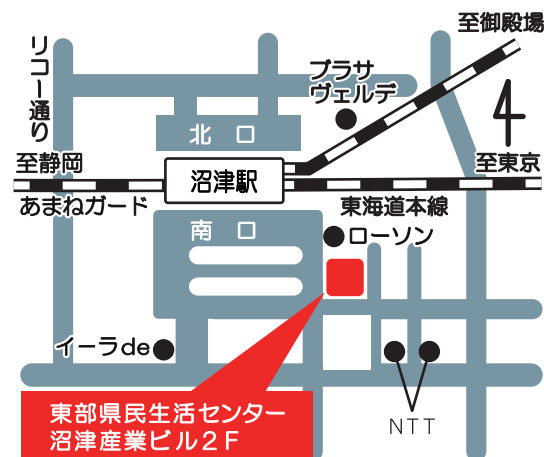 至御殿場
リコー通り
プラサ
ヴェルデ
北口
至静岡
沼津駅
至東京
あまねガード
東海道本線
南口
ローソン
イーラde
東部県民生活センター
沼津産業ビル2F
NTT